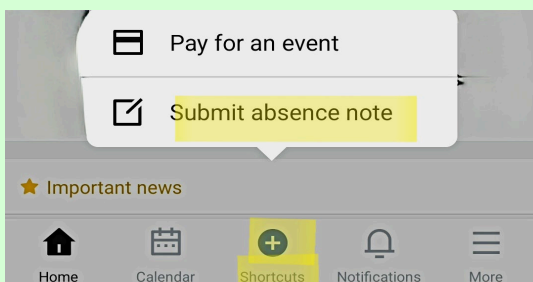 Pay for an event
Submit absence note
Important news
Home Calendar Shortcuts Notifications More